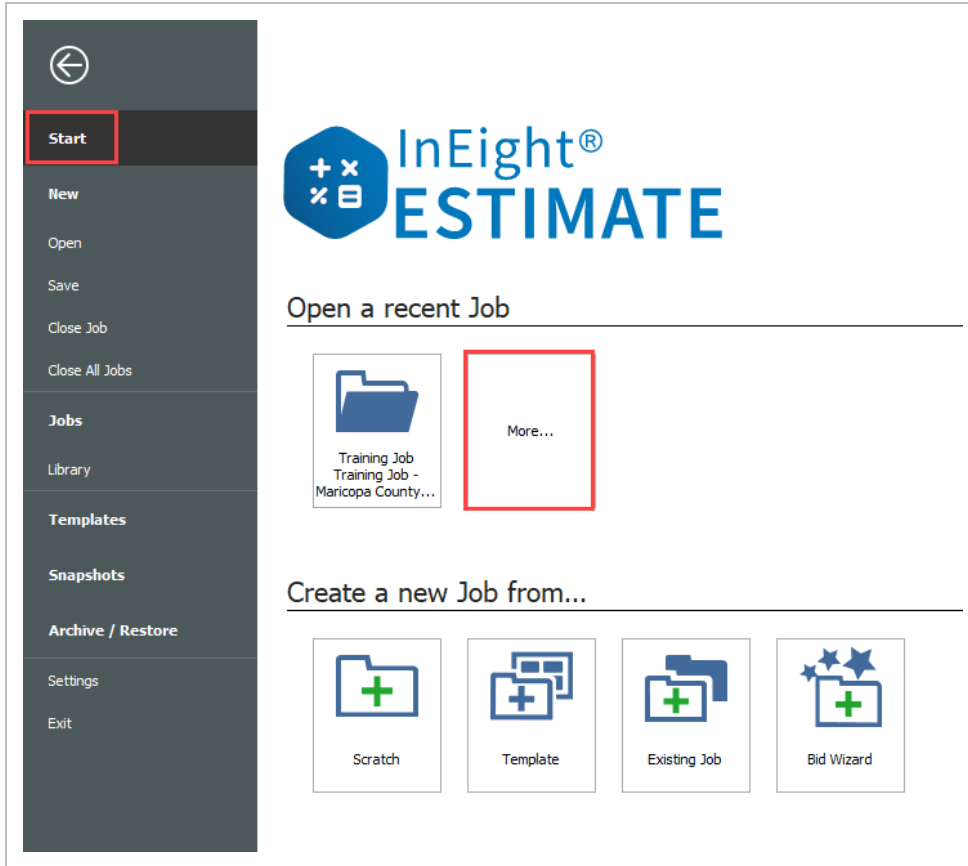 Start
New
Open
Save
Close Job
Close All Jobs
Jobs
Library
Templates
Snapshots
Archive / Restore
Settings
Exit
InEight®
ESTIMATE
Open a recent Job
Training Job
Training Job -
Maricopa County...
More...
Create a new Job from...
Scratch
Template
Existing Job
Bid Wizard